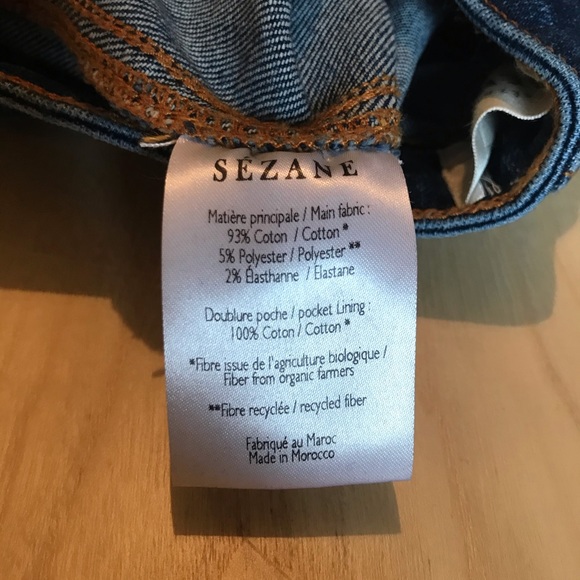 SÉZANE
Matière principale / Main fabric :
93% Coton / Cotton*
5% Polyester / Polyester**
2% Élasthanne / Elastane
Doublure poche / pocket Lining :
100% Coton / Cotton*
*Fibre issue de l'agriculture biologique /
Fiber from organic farmers
**Fibre recyclée / recycled fiber
Fabriqué au Maroc
Made in Morocco